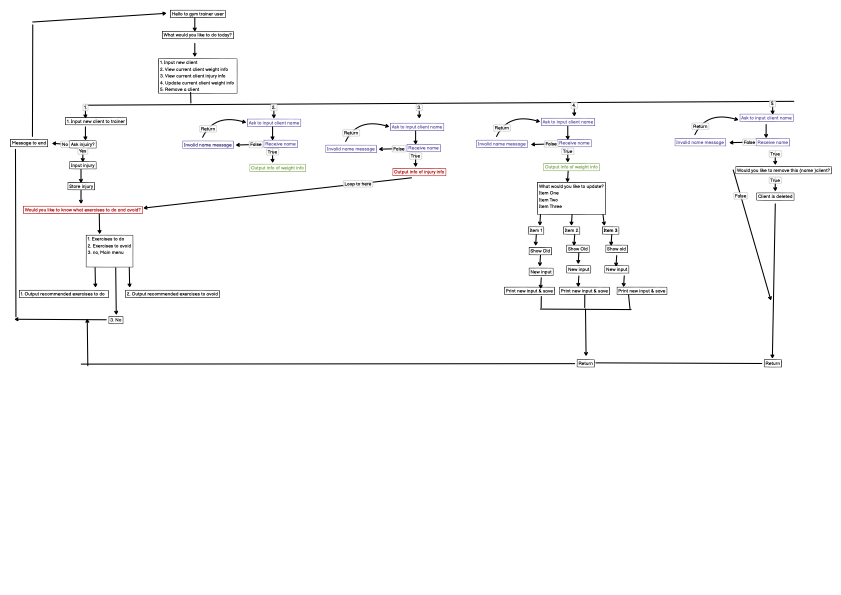 Hello to gym trainer user
What would you like to do today?
1. Input new client
2. View current client weight info
3. View current client injury info
4. Update current client weight info
5. Remove a client
1.
2.
3.
4.
5.
1. Input new client to trainer
Message to end
No
Ask injury?
Yes
Input injury
Store injury
Would you like to know what exercises to do and avoid?
1. Exercises to do
2. Exercises to avoid
3. no, Main menu
1. Output recommended exercises to do
2. Output recommended exercises to avoid
3. No
Return
Ask to input client name
Invalid name message
False
Receive name
True
Output info of weight info
Return
Ask to input client name
Invalid name message
False
Receive name
True
Output info of injury info
Loop to here
Return
Ask to input client name
Invalid name message
False
Receive name
True
Output info of weight info
What would you like to update?
Item One
Item Two
Item Three
Item 1
Item 2
Item 3
Show Old
Show Old
Show old
New input
New input
New input
Print new input & save
Print new input & save
Print new input & save
Return
Return
Ask to input client name
Invalid name message
False
Receive name
True
Would you like to remove this (name )client?
True
False
Client is deleted
Return